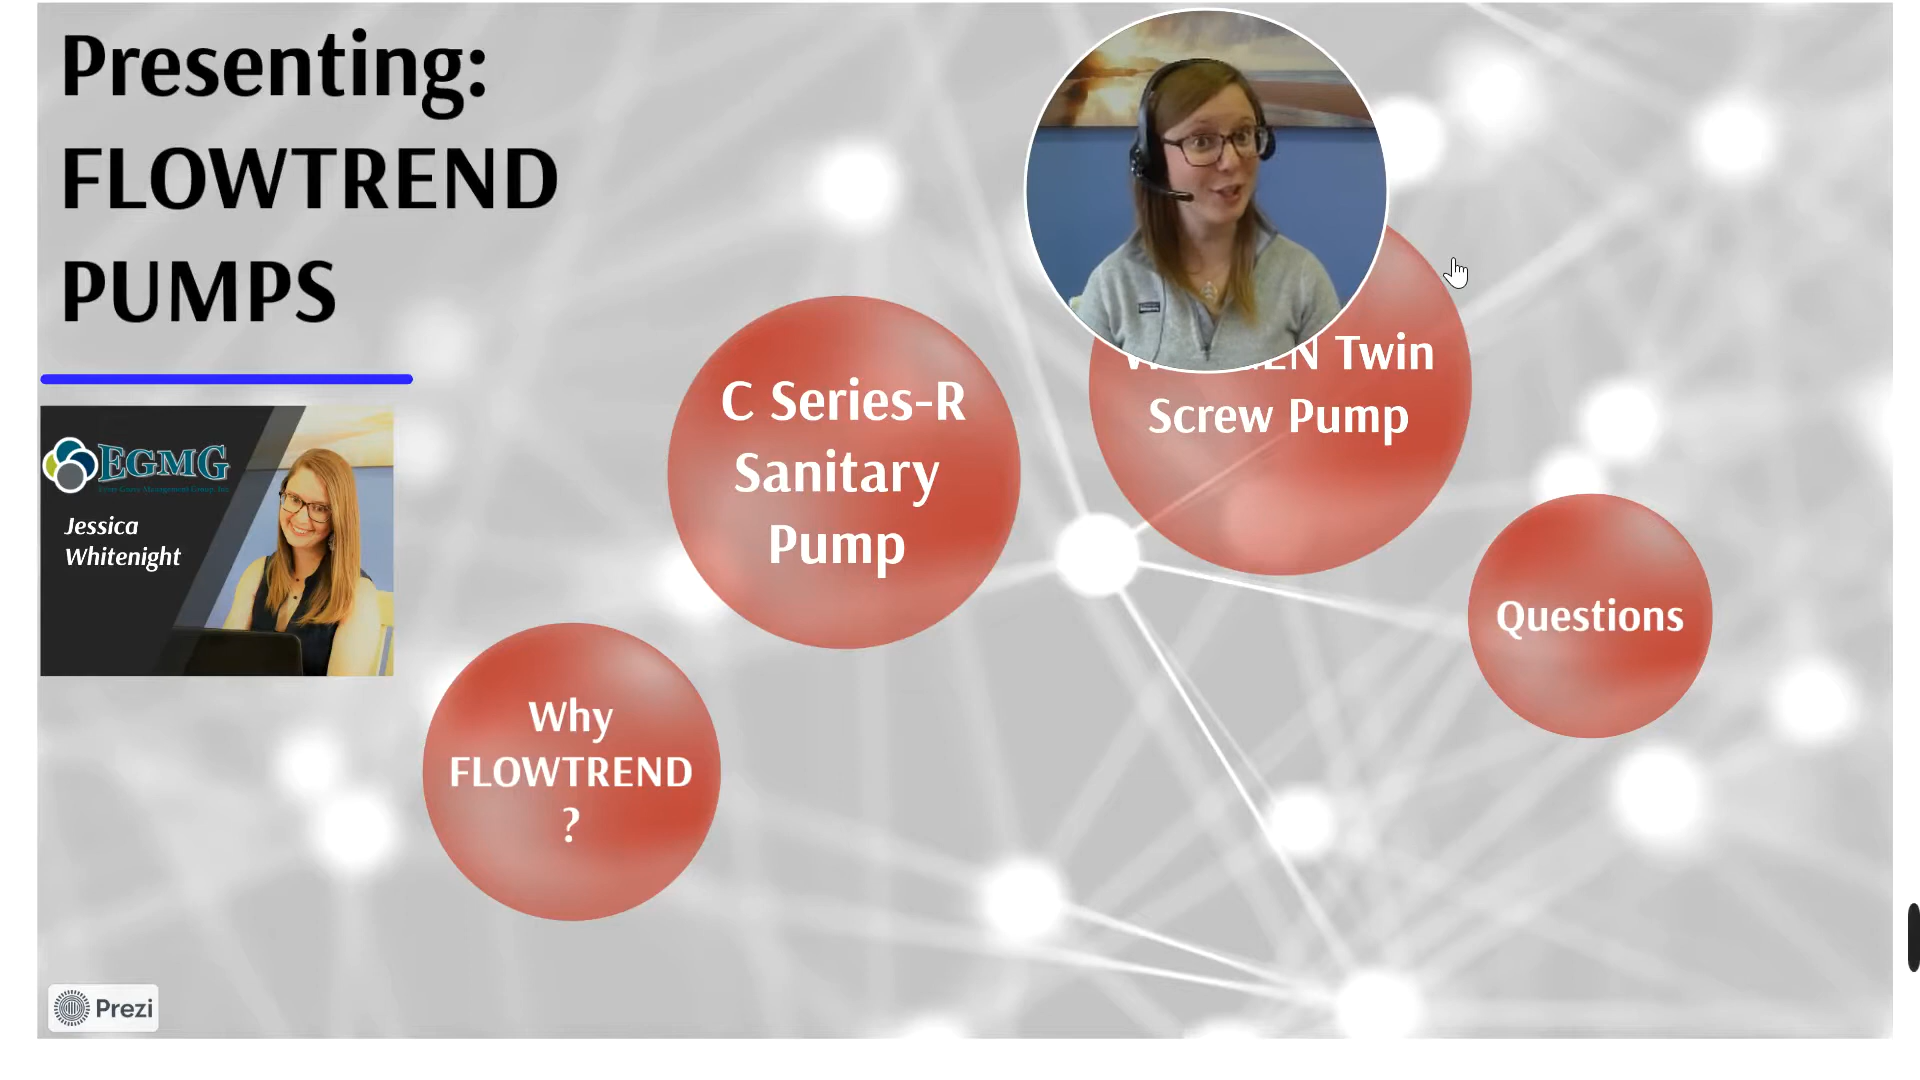 Presenting:
FLOWTREND
PUMPS
EGMG
Jessica
Whitenight
C Series-R
Sanitary
Pump
Twin
Screw Pump
Questions
Why
FLOWTREND
?
Prezi